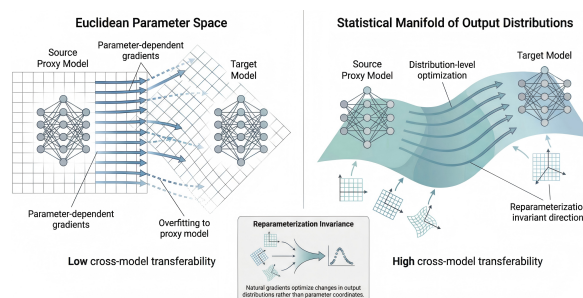 Euclidean Parameter Space
Source
Proxy Model
Parameter-dependent
gradients
Target
Model
Parameter-dependent
gradients
Overfitting to
proxy model
Low cross-model transferability
Statistical Manifold of Output Distributions
Source
Proxy Model
Distribution-level
optimization
Target Model
Reparameterization
invariant direction
High cross-model transferability
Reparameterization Invariance
Natural gradients optimize changes in output
distributions rather than parameter coordinates.